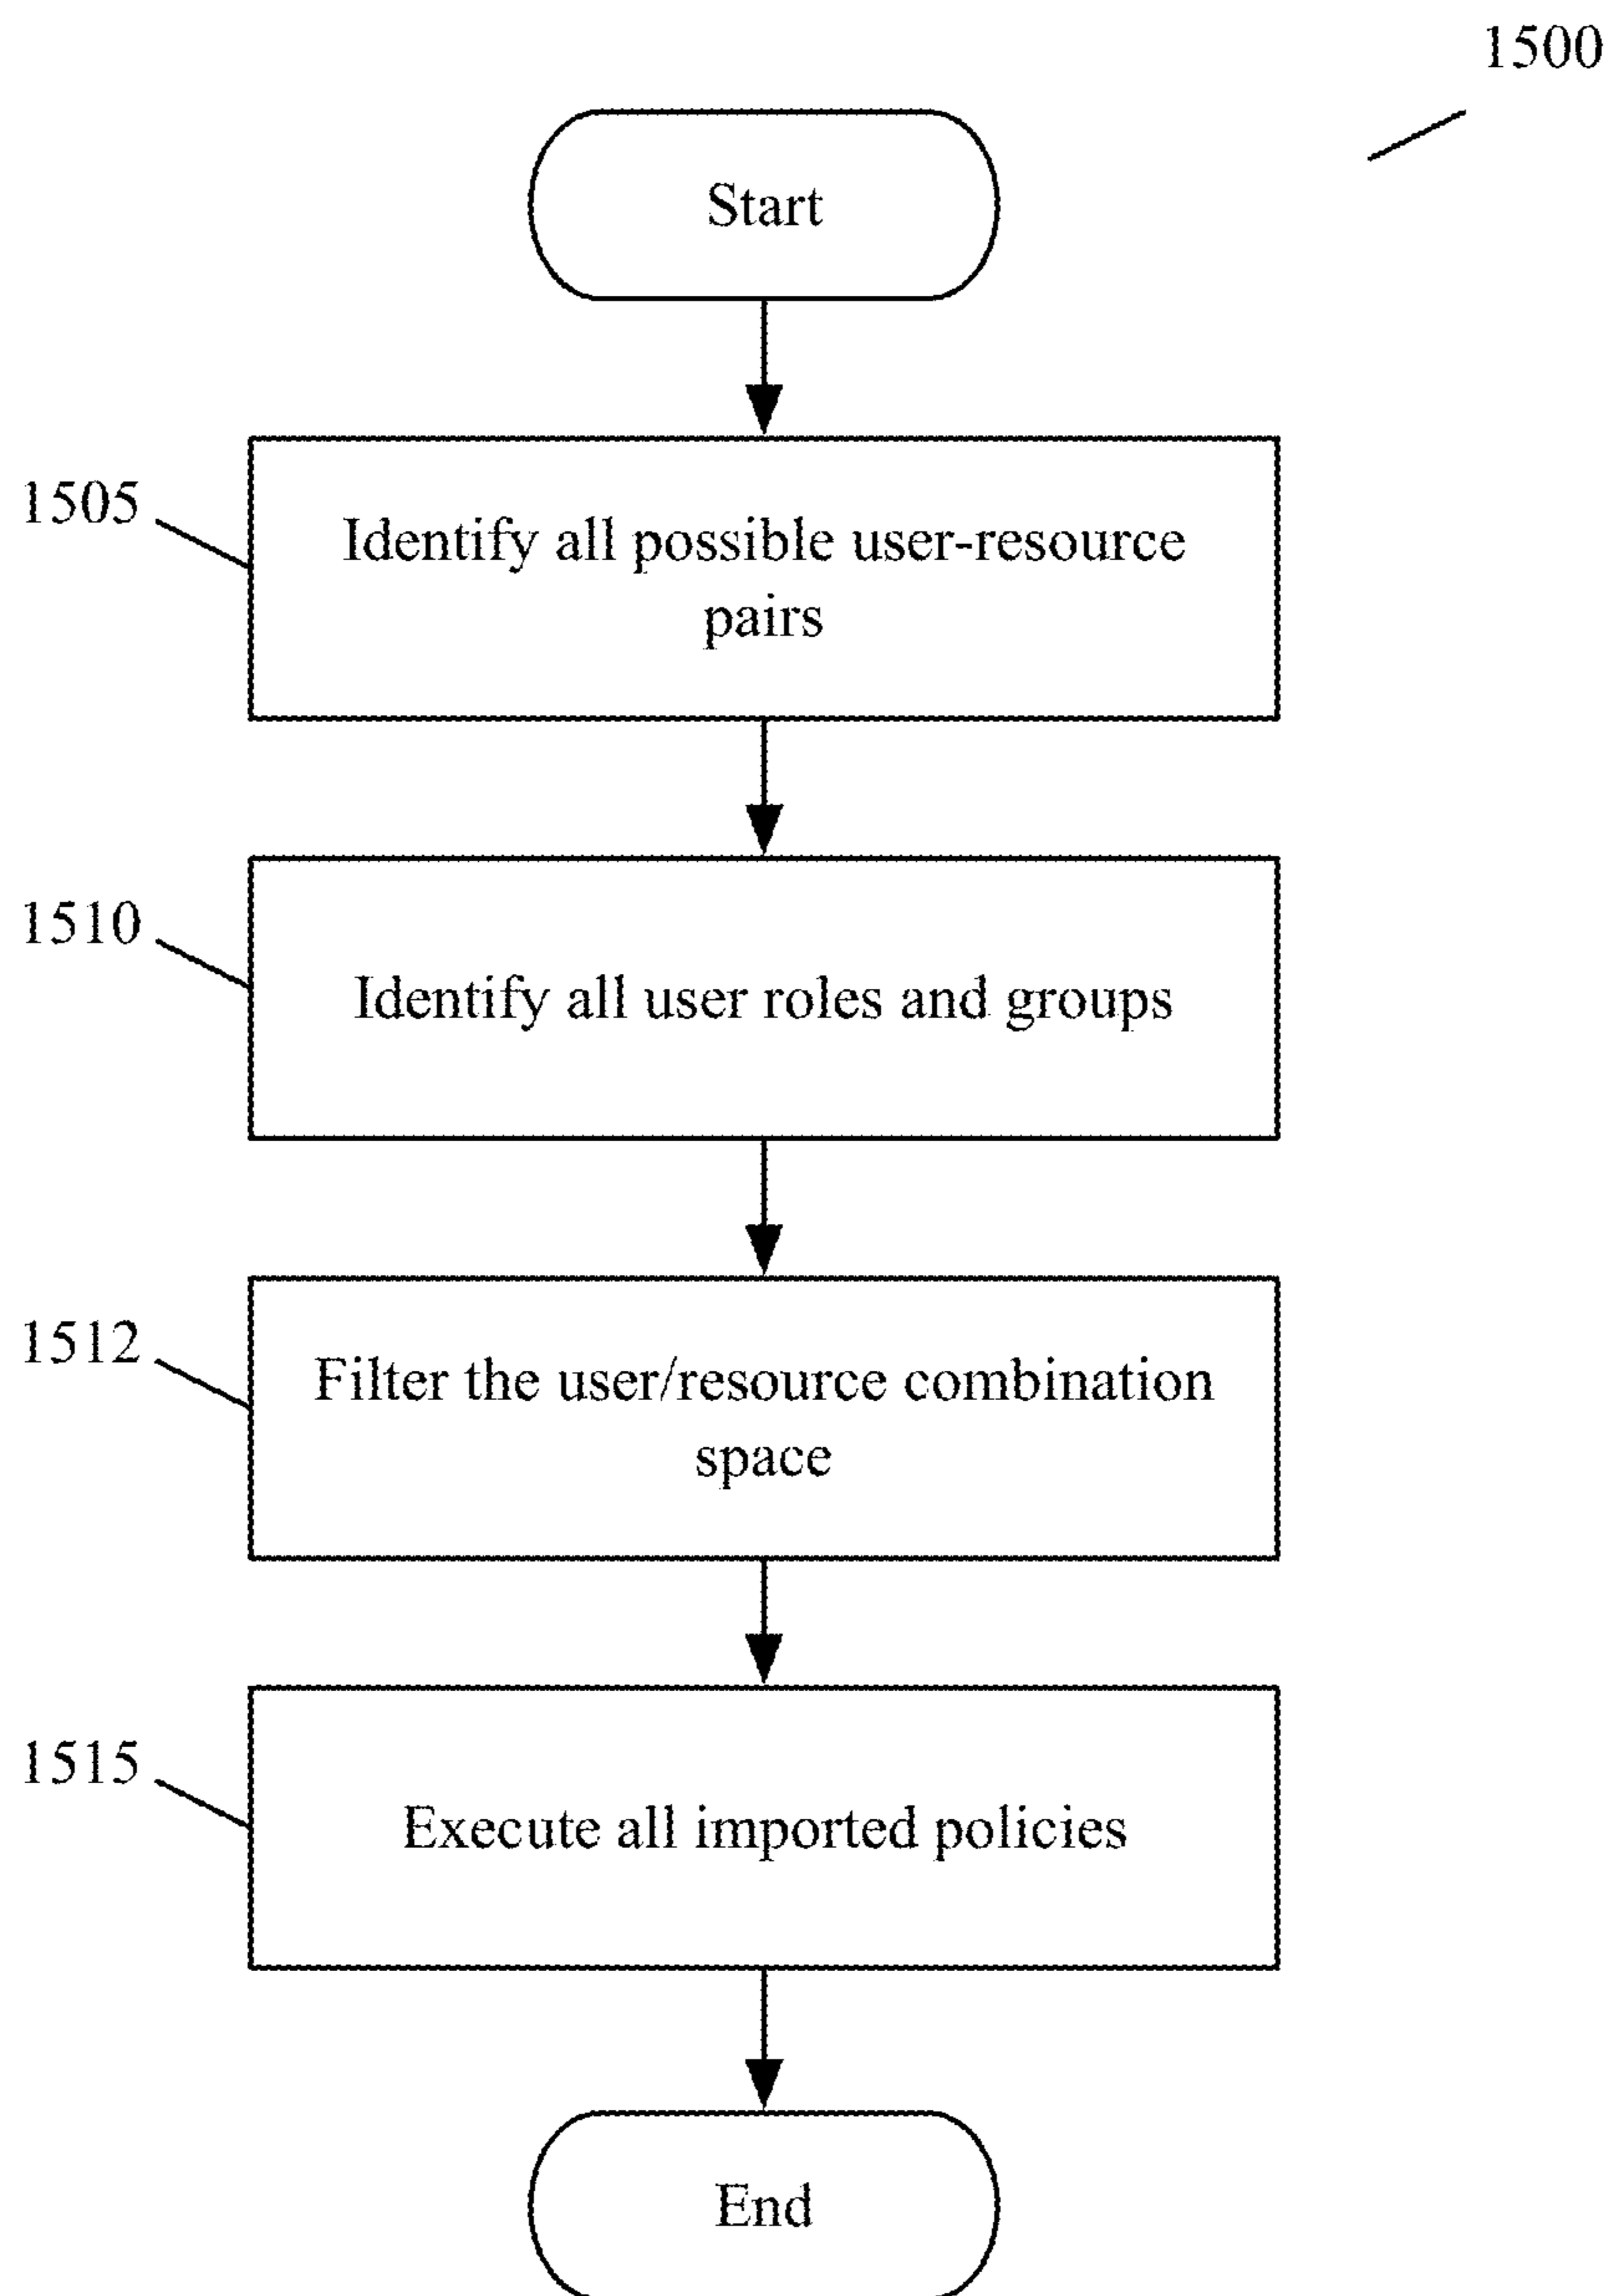 1500
Start
1505
Identify all possible user-resource
pairs
1510
Identify all user roles and groups
1512
Filter the user/resource combination
space
1515
Execute all imported policies
End